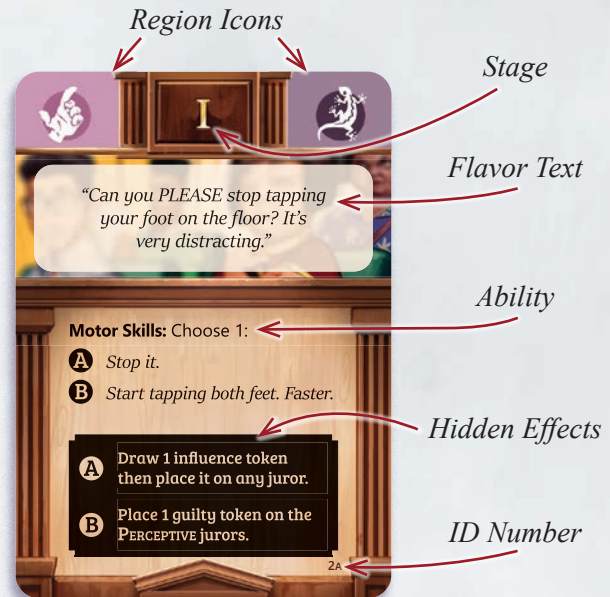 Region Icons
Stage
I
Flavor Text
“Can you PLEASE stop tapping
your foot on the floor? It’s
very distracting.”
Ability
Motor Skills: Choose 1:
A Stop it.
B Start tapping both feet. Faster.
Hidden Effects
A Draw 1 influence token
then place it on any juror.
B Place 1 guilty token on the
PERCEPTIVE jurors.
ID Number
2A